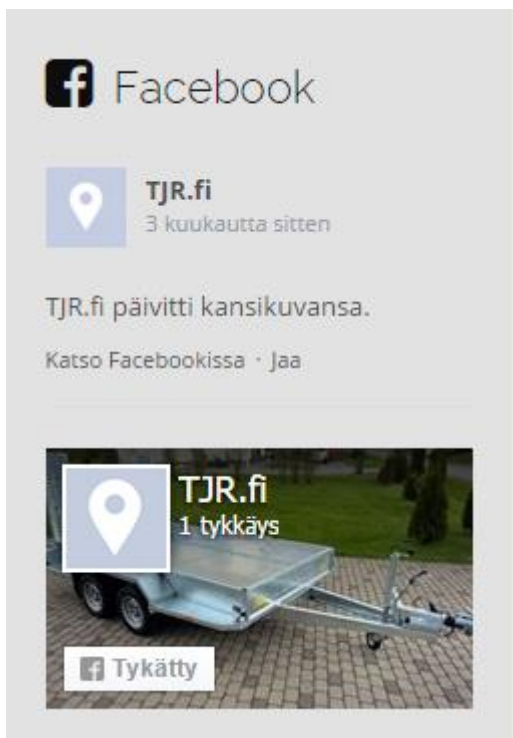 Facebook
TJR.fi
3 kuukautta sitten
TJR.fi päivitti kansikuvansa.
Katso Facebookissa · Jaa
TJR.fi
1 tykkäys
Tykätty